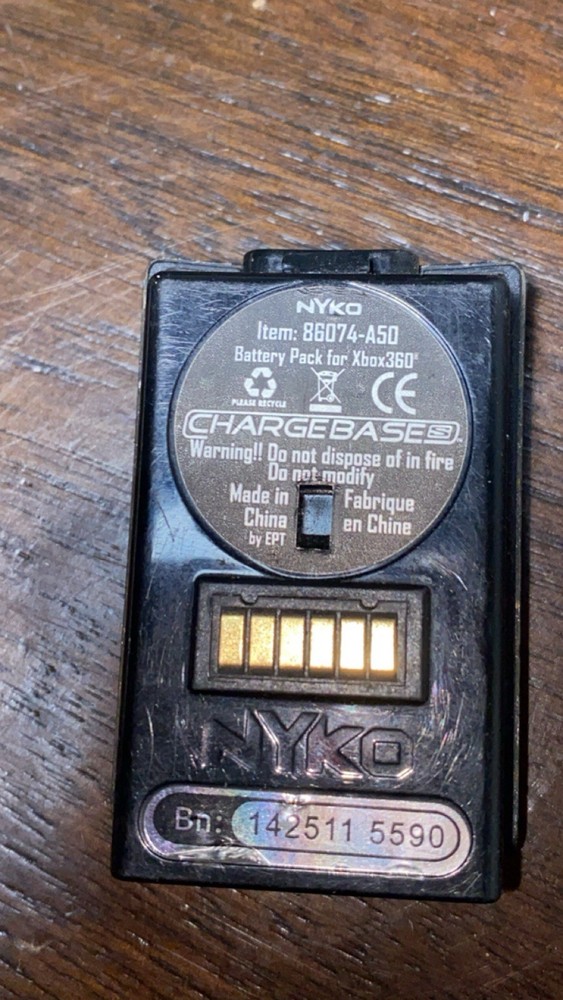 NYKO
Item: 86074-A50
Battery Pack for Xbox360®
PLEASE RECYCLE
CE
CHARGEBASE S™
Warning!! Do not dispose of in fire
Do not modify
Made in Fabrique
China en Chine
by EPT
NYKO
Bn: 142511 5590